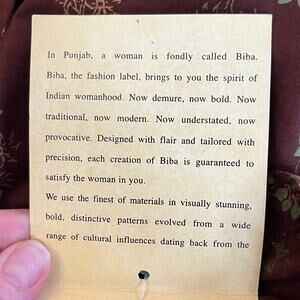 In Punjab, a woman is fondly called Biba.
Biba, the fashion label, brings to you the spirit of
Indian womanhood. Now demure, now bold. Now
traditional, now modern. Now understated, now
provocative. Designed with flair and tailored with
precision, each creation of Biba is guaranteed to
satisfy the woman in you.
We use the finest of materials in visually stunning,
bold, distinctive patterns evolved from a wide
range of cultural influences dating back from the